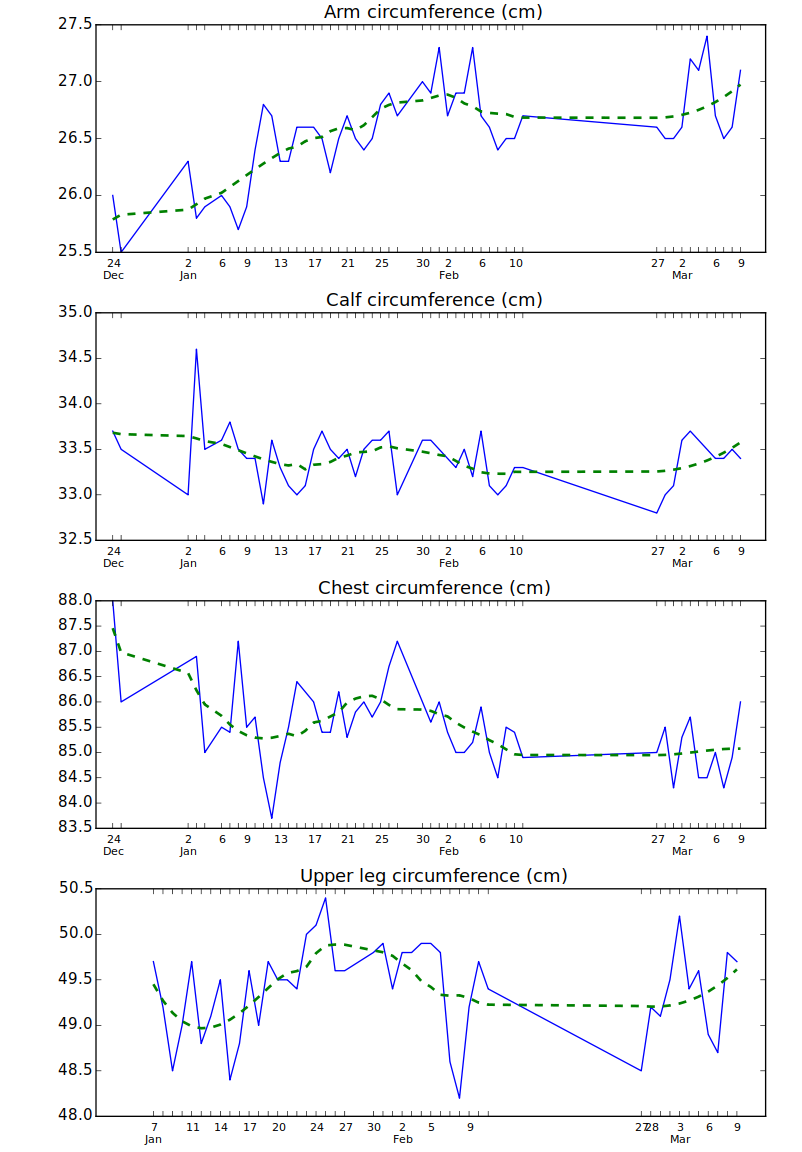 Arm circumference (cm)
27.5
27.0
26.5
26.0
25.5
24 2 6 9 13 17 21 25 30 2 6 10 27 2 6 9
Dec Jan Feb Mar
Calf circumference (cm)
35.0
34.5
34.0
33.5
33.0
32.5
24 2 6 9 13 17 21 25 30 2 6 10 27 2 6 9
Dec Jan Feb Mar
Chest circumference (cm)
88.0
87.5
87.0
86.5
86.0
85.5
85.0
84.5
84.0
83.5
24 2 6 9 13 17 21 25 30 2 6 10 27 2 6 9
Dec Jan Feb Mar
Upper leg circumference (cm)
50.5
50.0
49.5
49.0
48.5
48.0
7 11 14 17 20 24 27 30 2 5 9 27 28 3 6 9
Jan Feb Mar